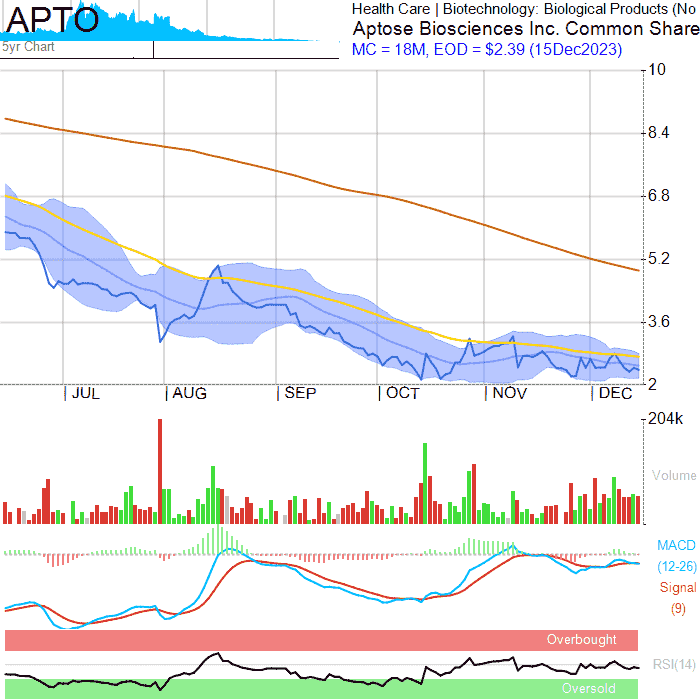 APTO
5yr Chart
Health Care | Biotechnology: Biological Products (No
Aptose Biosciences Inc. Common Share
MC = 18M, EOD = $2.39 (15Dec2023)
10
8.4
6.8
5.2
3.6
2
JUL AUG SEP OCT NOV DEC
204k
Volume
MACD
(12-26)
Signal
(9)
Overbought
RSI(14)
Oversold